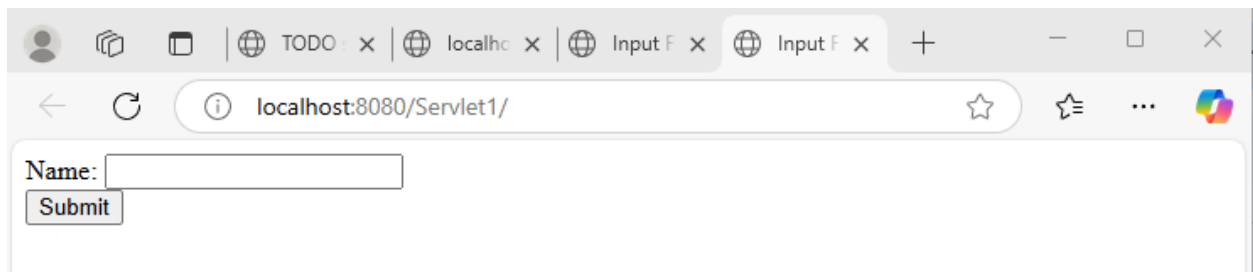 TODO localho Input F Input F
localhost:8080/Servlet1/
Name:
Submit